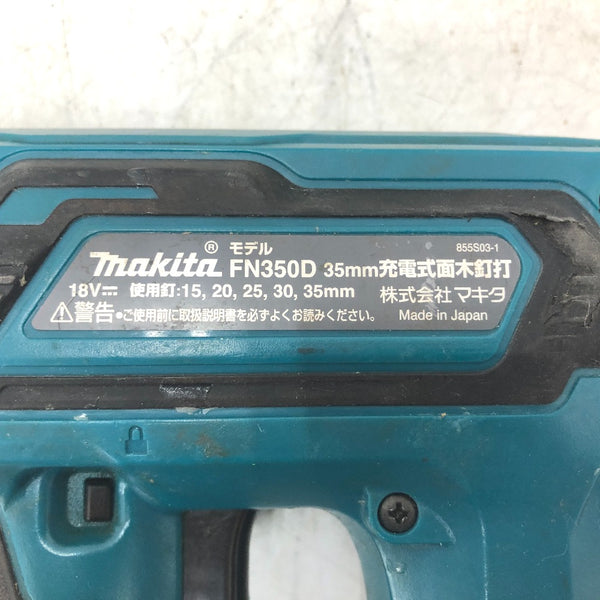 855S03-1
makita® モデル FN350D 35mm充電式面木釘打
18V⎓ 使用釘:15, 20, 25, 30, 35mm 株式会社マキタ
⚠警告●ご使用前に取扱説明書を必ずよくお読みください。 Made in Japan